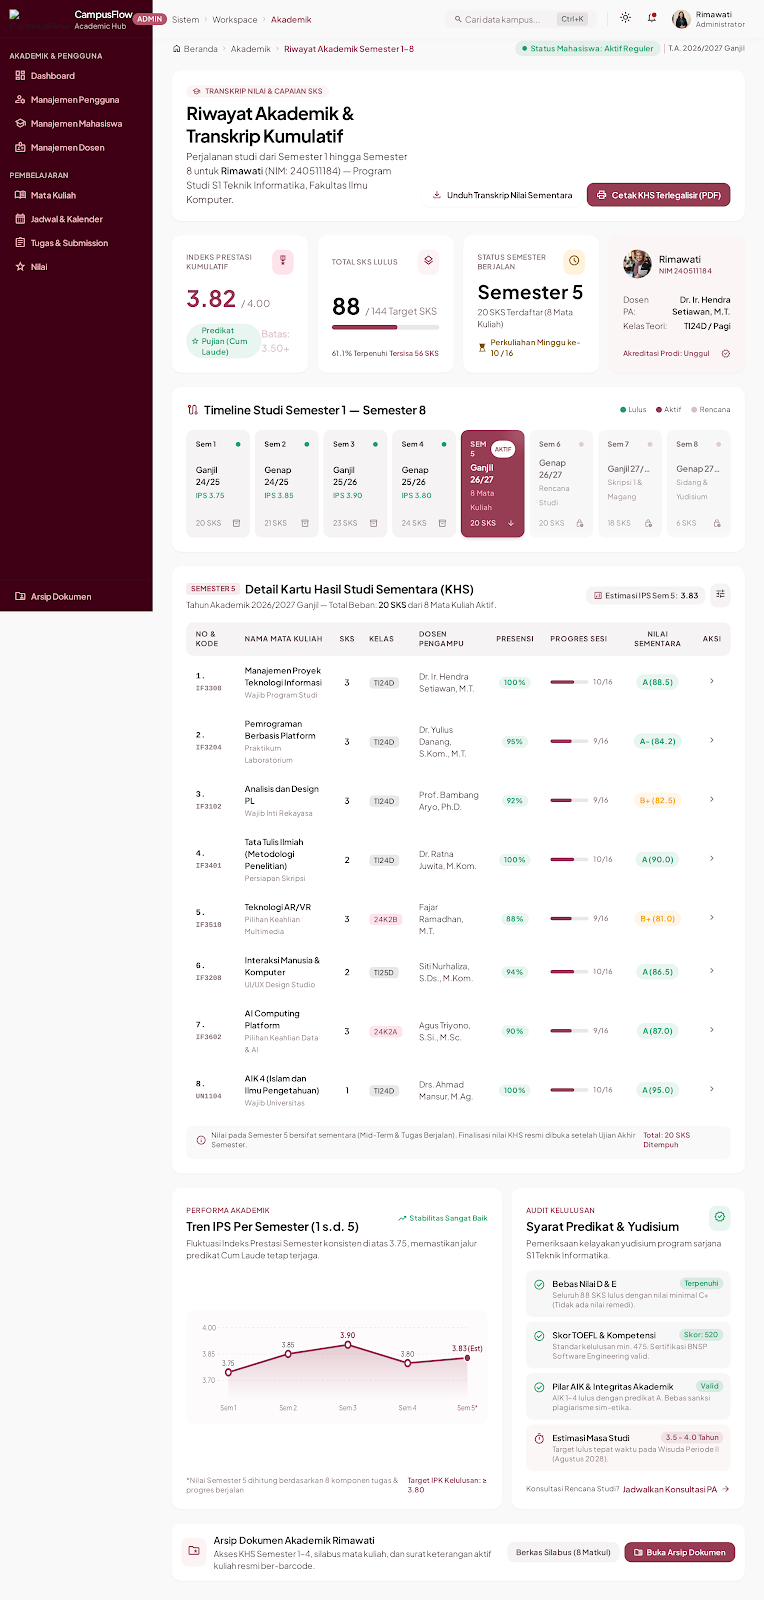 CampusFlow
Academic Hub
ADMIN
Sistem
Workspace
Akademik
Cari data kampus...
Ctrl+K
Rimawati
Administrator
AKADEMIK & PENGGUNA
Dashboard
Manajemen Pengguna
Manajemen Mahasiswa
Manajemen Dosen
PEMBELAJARAN
Mata Kuliah
Jadwal & Kalender
Tugas & Submission
Nilai
Arsip Dokumen
Beranda
Akademik
Riwayat Akademik Semester 1–8
Status Mahasiswa: Aktif Reguler
T.A. 2026/2027 Ganjil
TRANSKRIP NILAI & CAPAIAN SKS
Riwayat Akademik &
Transkrip Kumulatif
Perjalanan studi dari Semester 1 hingga Semester
8 untuk Rimawati (NIM: 240511184) — Program
Studi S1 Teknik Informatika, Fakultas Ilmu
Komputer.
Unduh Transkrip Nilai Sementara
Cetak KHS Terlegalisir (PDF)
INDEKS PRESTASI
KUMULATIF
3.82 / 4.00
Predikat
Pujian (Cum
Laude)
Batas:
3.50+
TOTAL SKS LULUS
88 / 144 Target SKS
61.1% Terpenuhi Tersisa 56 SKS
STATUS SEMESTER
BERJALAN
Semester 5
20 SKS Terdaftar (8 Mata
Kuliah)
Perkuliahan Minggu ke-
10 / 16
Rimawati
NIM 240511184
Dosen
PA:
Dr. Ir. Hendra
Setiawan, M.T.
Kelas Teori:
TI24D / Pagi
Akreditasi Prodi: Unggul
Timeline Studi Semester 1 — Semester 8
Lulus
Aktif
Rencana
Sem 1
Ganjil
24/25
IPS 3.75
20 SKS
Sem 2
Genap
24/25
IPS 3.85
21 SKS
Sem 3
Ganjil
25/26
IPS 3.90
23 SKS
Sem 4
Genap
25/26
IPS 3.80
24 SKS
SEM
5
AKTIF
Ganjil
26/27
8 Mata
Kuliah
20 SKS
Sem 6
Genap
26/27
Rencana
Studi
20 SKS
Sem 7
Ganjil 27/...
Skripsi 1 &
Magang
18 SKS
Sem 8
Genap 27...
Sidang &
Yudisium
6 SKS
SEMESTER 5
Detail Kartu Hasil Studi Sementara (KHS)
Tahun Akademik 2026/2027 Ganjil — Total Beban: 20 SKS dari 8 Mata Kuliah Aktif.
Estimasi IPS Sem 5: 3.83
NO &
KODE
NAMA MATA KULIAH
SKS
KELAS
DOSEN
PENGAMPU
PRESENSI
PROGRES SESI
NILAI
SEMENTARA
AKSI
1.
IF3308
Manajemen Proyek
Teknologi Informasi
Wajib Program Studi
3
TI24D
Dr. Ir. Hendra
Setiawan, M.T.
100%
10/16
A (88.5)
2.
IF3204
Pemrograman
Berbasis Platform
Praktikum
Laboratorium
3
TI24D
Dr. Yulius
Danang,
S.Kom., M.T.
95%
9/16
A- (84.2)
3.
IF3102
Analisis dan Design
PL
Wajib Inti Rekayasa
3
TI24D
Prof. Bambang
Aryo, Ph.D.
92%
9/16
B+ (82.5)
4.
IF3401
Tata Tulis Ilmiah
(Metodologi
Penelitian)
Persiapan Skripsi
2
TI24D
Dr. Ratna
Juwita, M.Kom.
100%
10/16
A (90.0)
5.
IF3510
Teknologi AR/VR
Pilihan Keahlian
Multimedia
3
24K2B
Fajar
Ramadhan,
M.T.
88%
9/16
B+ (81.0)
6.
IF3208
Interaksi Manusia &
Komputer
UI/UX Design Studio
2
TI25D
Siti Nurhaliza,
S.Ds., M.Kom.
94%
10/16
A (86.5)
7.
IF3602
AI Computing
Platform
Pilihan Keahlian Data
& AI
3
24K2A
Agus Triyono,
S.Si., M.Sc.
90%
9/16
A (87.0)
8.
UN1104
AIK 4 (Islam dan
Ilmu Pengetahuan)
Wajib Universitas
1
TI24D
Drs. Ahmad
Mansur, M.Ag.
100%
10/16
A (95.0)
Nilai pada Semester 5 bersifat sementara (Mid-Term & Tugas Berjalan). Finalisasi nilai KHS resmi dibuka setelah Ujian Akhir
Semester.
Total: 20 SKS
Ditempuh
PERFORMA AKADEMIK
Tren IPS Per Semester (1 s.d. 5)
Stabilitas Sangat Baik
Fluktuasi Indeks Prestasi Semester konsisten di atas 3.75, memastikan jalur
predikat Cum Laude tetap terjaga.
4.00
3.85
3.70
3.75
3.85
3.90
3.80
3.83 (Est)
Sem 1
Sem 2
Sem 3
Sem 4
Sem 5*
*Nilai Semester 5 dihitung berdasarkan 8 komponen tugas &
progres berjalan
Target IPK Kelulusan: ≥
3.80
AUDIT KELULUSAN
Syarat Predikat & Yudisium
Pemeriksaan kelayakan yudisium program sarjana
S1 Teknik Informatika.
Bebas Nilai D & E
Terpenuhi
Seluruh 88 SKS lulus dengan nilai minimal C+
(Tidak ada nilai remedi).
Skor TOEFL & Kompetensi
Skor: 520
Standar kelulusan min. 475. Sertifikasi BNSP
Software Engineering valid.
Pilar AIK & Integritas Akademik
Valid
AIK 1–4 lulus dengan predikat A. Bebas sanksi
plagiarisme sim-etika.
Estimasi Masa Studi
3.5 - 4.0 Tahun
Target lulus tepat waktu pada Wisuda Periode II
(Agustus 2028).
Konsultasi Rencana Studi?
Jadwalkan Konsultasi PA
Arsip Dokumen Akademik Rimawati
Akses KHS Semester 1–4, silabus mata kuliah, dan surat keterangan aktif
kuliah resmi ber-barcode.
Berkas Silabus (8 Matkul)
Buka Arsip Dokumen